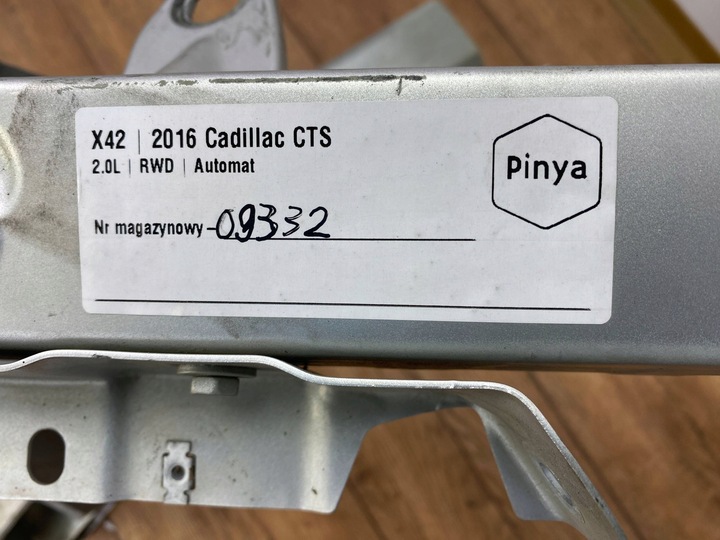 X42 | 2016 Cadillac CTS
2.0L | RWD | Automat
Pinya
Nr magazynowy - 09332